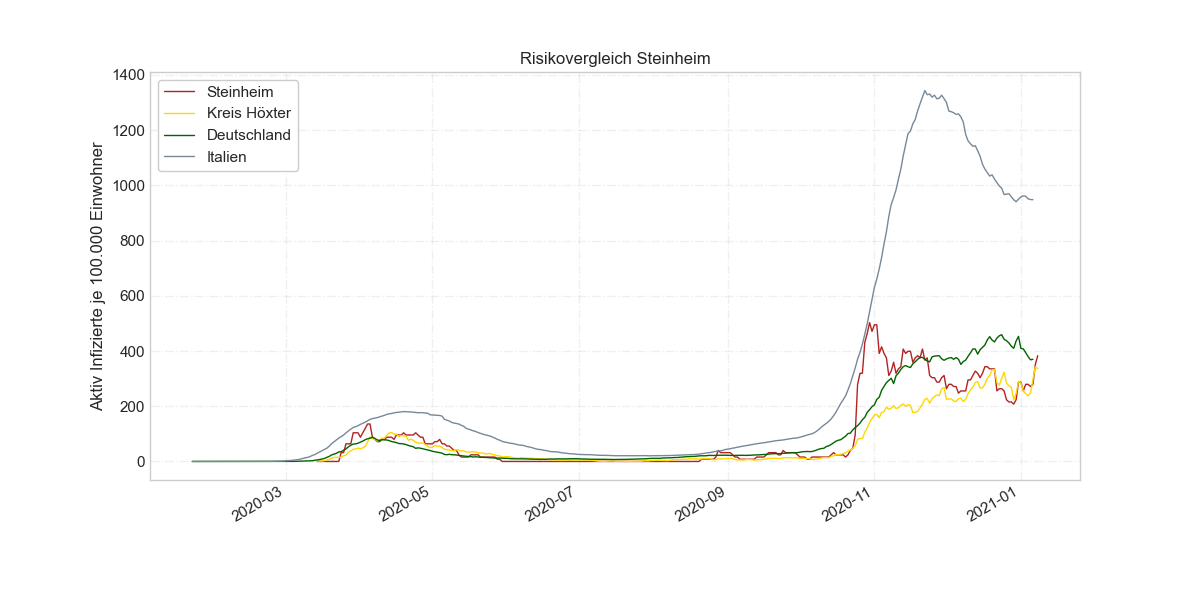 Risikovergleich Steinheim
Aktiv Infizierte je 100.000 Einwohner
1400
1200
1000
800
600
400
200
0
Steinheim
Kreis Höxter
Deutschland
Italien
2020-03
2020-05
2020-07
2020-09
2020-11
2021-01